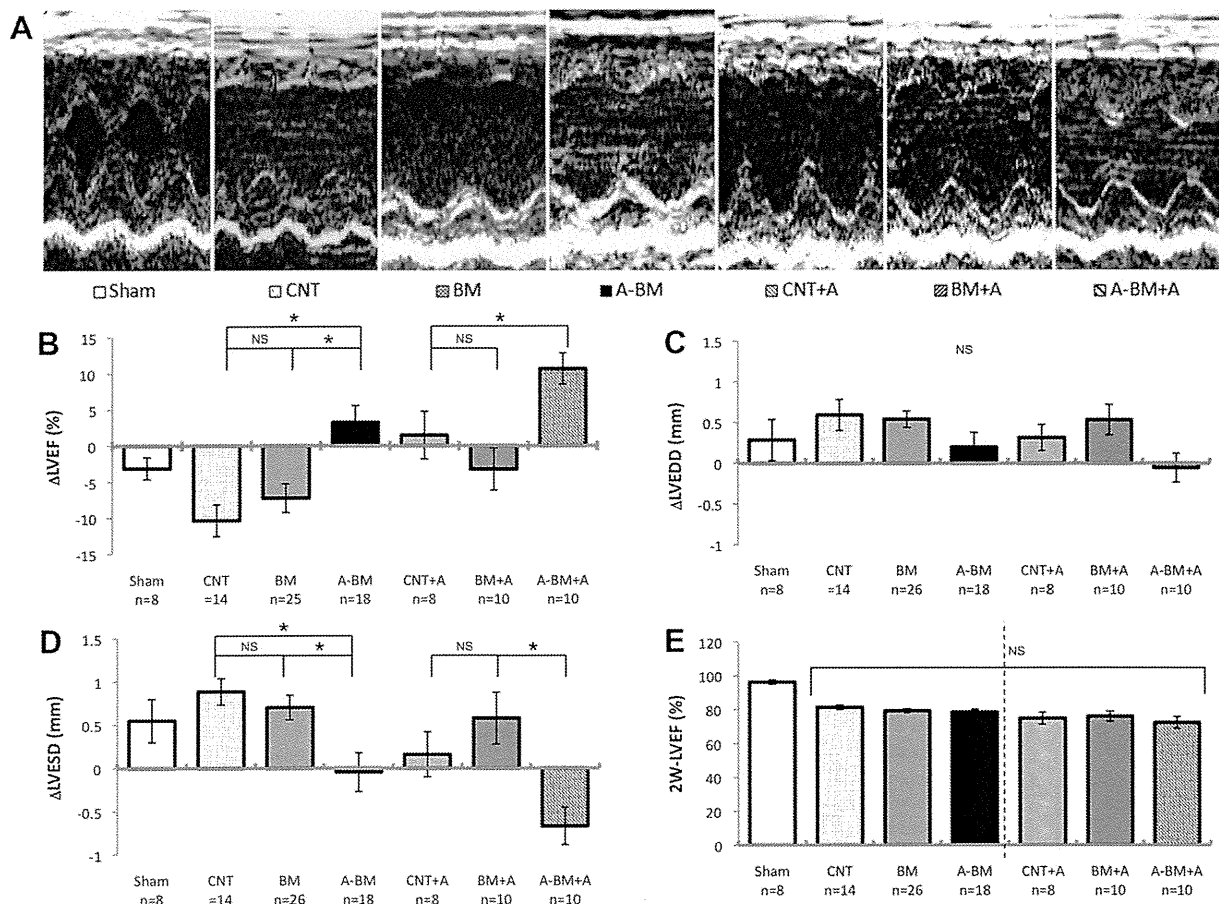 A
Sham CNT BM A-BM CNT+A BM+A A-BM+A
B
* *
NS * NS
ΔLVEF (%)
15
10
5
0
-5
-10
-15
Sham CNT BM A-BM CNT+A BM+A A-BM+A
n=8 =14 n=25 n=18 n=8 n=10 n=10
C
NS
ΔLVEDD (mm)
1.5
1
0.5
0
-0.5
-1
Sham CNT BM A-BM CNT+A BM+A A-BM+A
n=8 =14 n=26 n=18 n=8 n=10 n=10
D
*
NS * NS *
ΔLVESD (mm)
1.5
1
0.5
0
-0.5
-1
Sham CNT BM A-BM CNT+A BM+A A-BM+A
n=8 =14 n=26 n=18 n=8 n=10 n=10
E
NS
2W-LVEF (%)
120
100
80
60
40
20
0
Sham CNT BM A-BM CNT+A BM+A A-BM+A
n=8 n=14 n=26 n=18 n=8 n=10 n=10